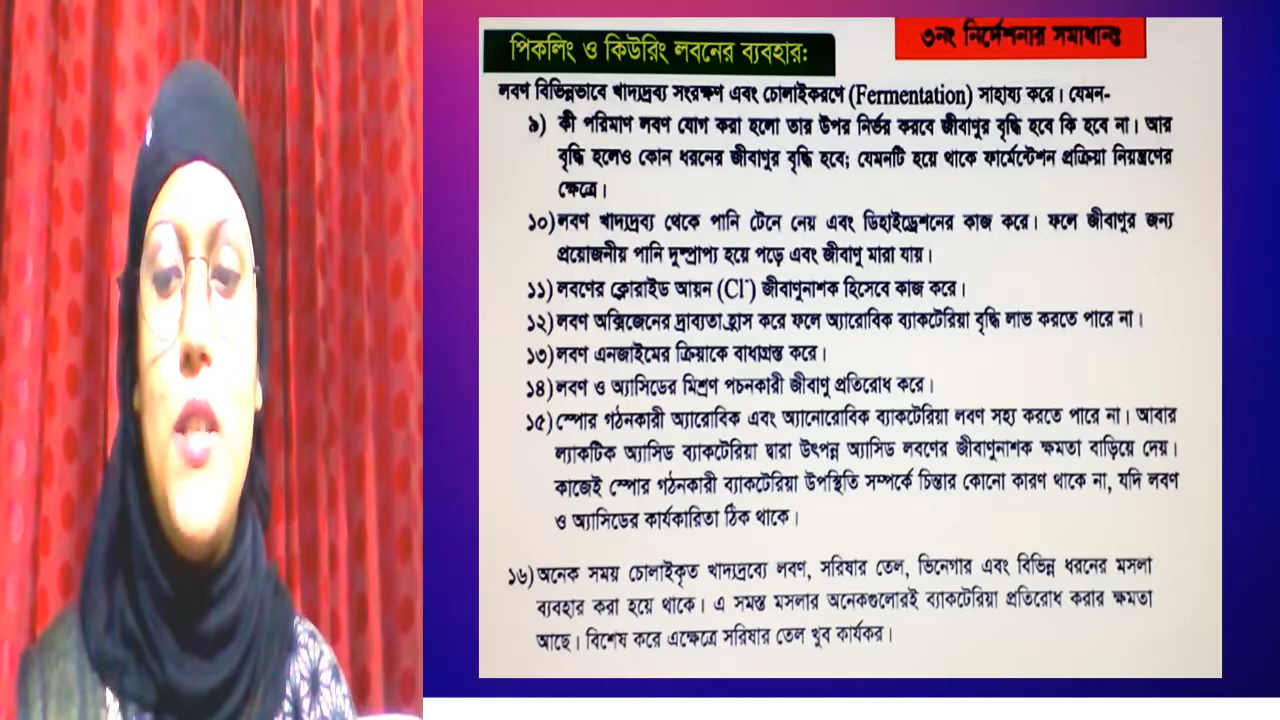 ৩নং নির্দেশনার সমাধানঃ
পিকলিং ও কিউরিং লবনের ব্যবহার:
লবণ বিভিন্নভাবে খাদ্যদ্রব্য সংরক্ষণ এবং চোলাইকরণে (Fermentation) সাহায্য করে। যেমন-
৯) কী পরিমাণ লবণ যোগ করা হলো তার উপর নির্ভর করবে জীবাণুর বৃদ্ধি হবে কি হবে না। আর
বৃদ্ধি হলেও কোন ধরনের জীবাণুর বৃদ্ধি হবে; যেমনটি হয়ে থাকে ফার্মেন্টেশন প্রক্রিয়া নিয়ন্ত্রণের
ক্ষেত্রে।
১০) লবণ খাদ্যদ্রব্য থেকে পানি টেনে নেয় এবং ডিহাইড্রেশনের কাজ করে। ফলে জীবাণুর জন্য
প্রয়োজনীয় পানি দুষ্প্রাপ্য হয়ে পড়ে এবং জীবাণু মারা যায়।
১১) লবণের ক্লোরাইড আয়ন (Cl⁻) জীবাণুনাশক হিসেবে কাজ করে।
১২) লবণ অক্সিজেনের দ্রাব্যতা হ্রাস করে ফলে অ্যারোবিক ব্যাকটেরিয়া বৃদ্ধি লাভ করতে পারে না।
১৩) লবণ এনজাইমের ক্রিয়াকে বাধাগ্রস্ত করে।
১৪) লবণ ও অ্যাসিডের মিশ্রণ পচনকারী জীবাণু প্রতিরোধ করে।
১৫) স্পোর গঠনকারী অ্যারোবিক এবং অ্যানোরোবিক ব্যাকটেরিয়া লবণ সহ্য করতে পারে না। আবার
ল্যাকটিক অ্যাসিড ব্যাকটেরিয়া দ্বারা উৎপন্ন অ্যাসিড লবণের জীবাণুনাশক ক্ষমতা বাড়িয়ে দেয়।
কাজেই স্পোর গঠনকারী ব্যাকটেরিয়া উপস্থিতি সম্পর্কে চিন্তার কোনো কারণ থাকে না, যদি লবণ
ও অ্যাসিডের কার্যকারিতা ঠিক থাকে।
১৬) অনেক সময় চোলাইকৃত খাদ্যদ্রব্যে লবণ, সরিষার তেল, ভিনেগার এবং বিভিন্ন ধরনের মসলা
ব্যবহার করা হয়ে থাকে। এ সমস্ত মসলার অনেকগুলোরই ব্যাকটেরিয়া প্রতিরোধ করার ক্ষমতা
আছে। বিশেষ করে এক্ষেত্রে সরিষার তেল খুব কার্যকর।